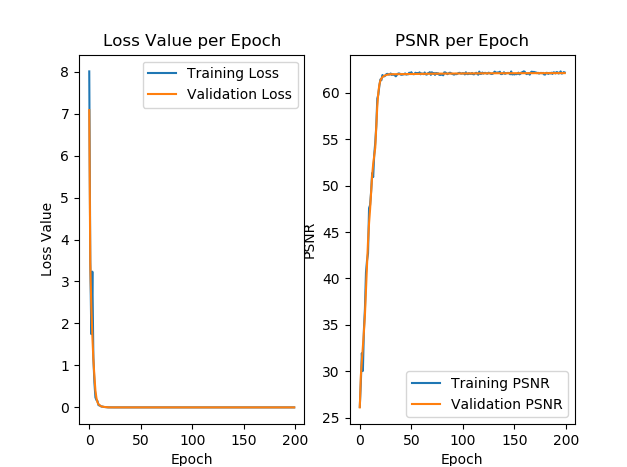 Loss Value per Epoch
Loss Value
8
7
6
5
4
3
2
1
0
Training Loss
Validation Loss
0 50 100 150 200
Epoch
PSNR per Epoch
PSNR
60
55
50
45
40
35
30
25
Training PSNR
Validation PSNR
0 50 100 150 200
Epoch